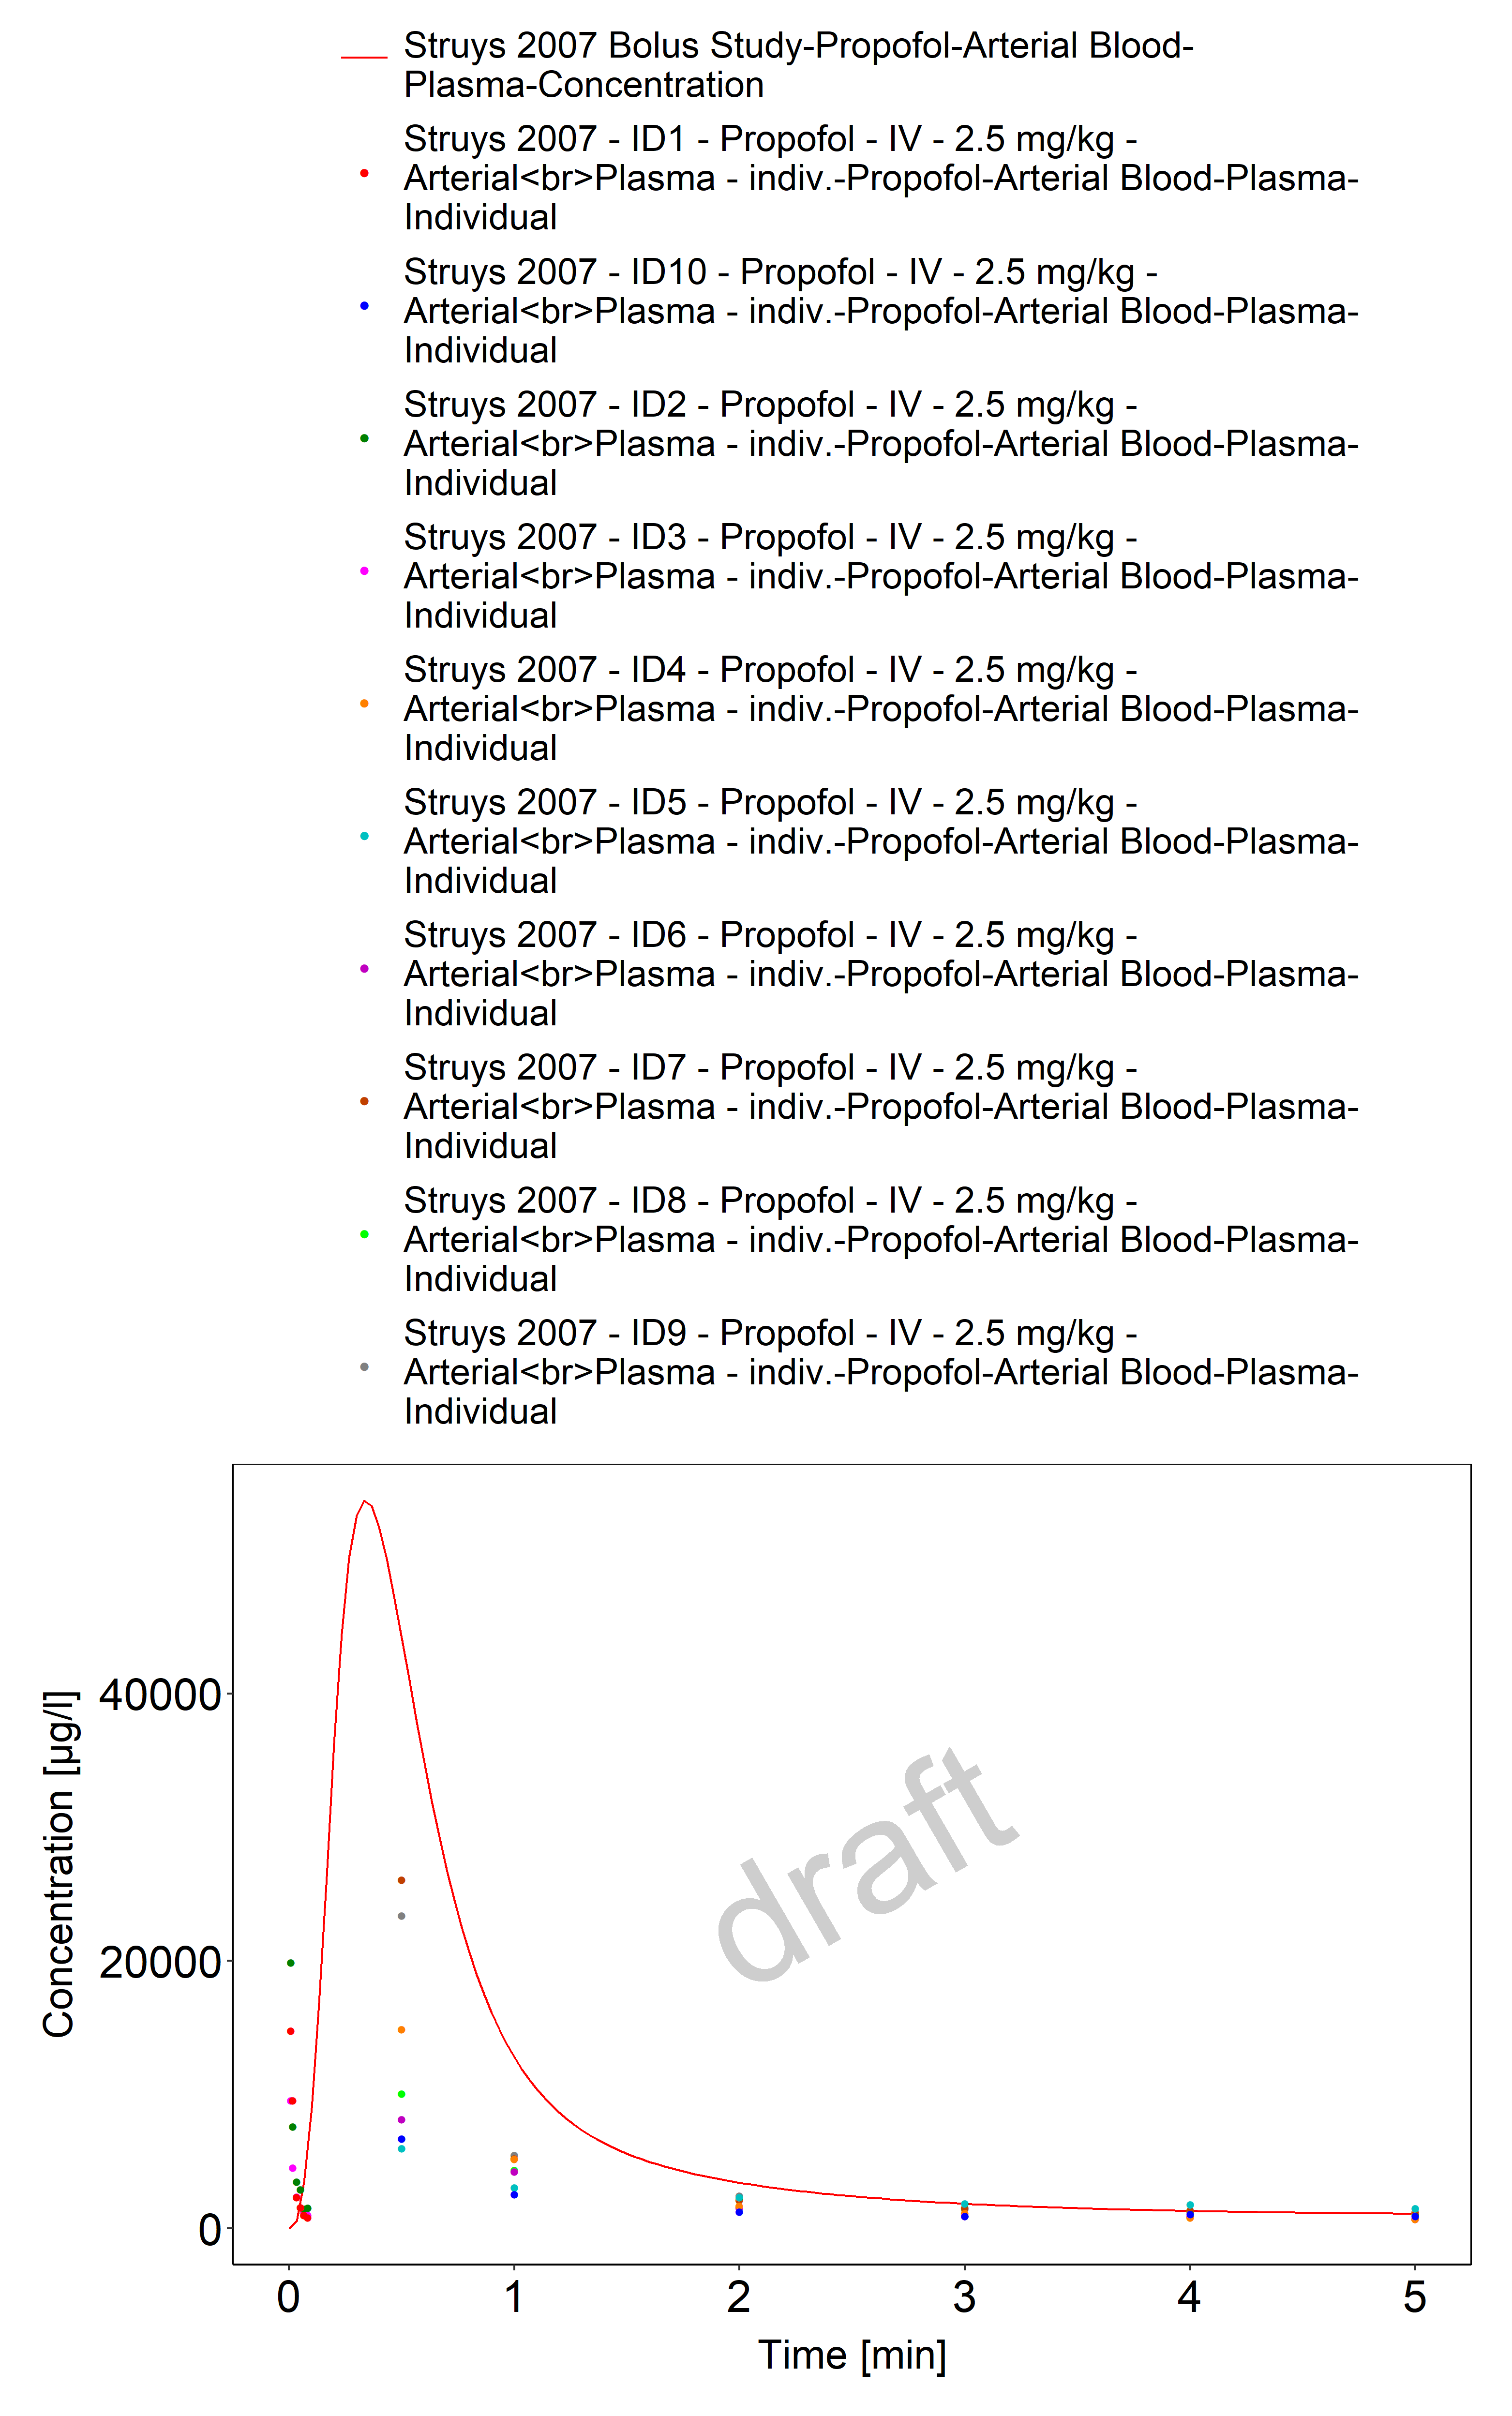 Struys 2007 Bolus Study-Propofol-Arterial Blood-
Plasma-Concentration
Struys 2007 - ID1 - Propofol - IV - 2.5 mg/kg -
Arterial<br>Plasma - indiv.-Propofol-Arterial Blood-Plasma-
Individual
Struys 2007 - ID10 - Propofol - IV - 2.5 mg/kg -
Arterial<br>Plasma - indiv.-Propofol-Arterial Blood-Plasma-
Individual
Struys 2007 - ID2 - Propofol - IV - 2.5 mg/kg -
Arterial<br>Plasma - indiv.-Propofol-Arterial Blood-Plasma-
Individual
Struys 2007 - ID3 - Propofol - IV - 2.5 mg/kg -
Arterial<br>Plasma - indiv.-Propofol-Arterial Blood-Plasma-
Individual
Struys 2007 - ID4 - Propofol - IV - 2.5 mg/kg -
Arterial<br>Plasma - indiv.-Propofol-Arterial Blood-Plasma-
Individual
Struys 2007 - ID5 - Propofol - IV - 2.5 mg/kg -
Arterial<br>Plasma - indiv.-Propofol-Arterial Blood-Plasma-
Individual
Struys 2007 - ID6 - Propofol - IV - 2.5 mg/kg -
Arterial<br>Plasma - indiv.-Propofol-Arterial Blood-Plasma-
Individual
Struys 2007 - ID7 - Propofol - IV - 2.5 mg/kg -
Arterial<br>Plasma - indiv.-Propofol-Arterial Blood-Plasma-
Individual
Struys 2007 - ID8 - Propofol - IV - 2.5 mg/kg -
Arterial<br>Plasma - indiv.-Propofol-Arterial Blood-Plasma-
Individual
Struys 2007 - ID9 - Propofol - IV - 2.5 mg/kg -
Arterial<br>Plasma - indiv.-Propofol-Arterial Blood-Plasma-
Individual
Concentration [µg/l]
40000
20000
0
draft
0 1 2 3 4 5
Time [min]